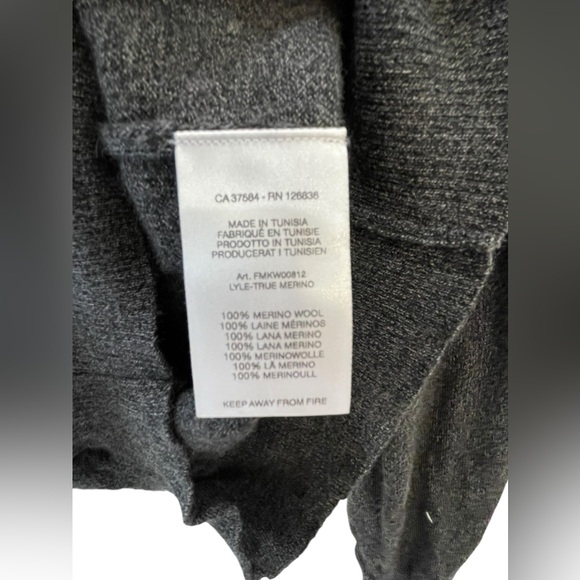 CA 37584 - RN 126836
MADE IN TUNISIA
FABRIQUÉ EN TUNISIE
PRODOTTO IN TUNISIA
PRODUCERAT I TUNISIEN
Art. FMKW00812
LYLE-TRUE MERINO
100% MERINO WOOL
100% LAINE MÉRINOS
100% LANA MERINO
100% LANA MERINO
100% MERINOWOLLE
100% LÃ MERINO
100% MERINOULL
KEEP AWAY FROM FIRE